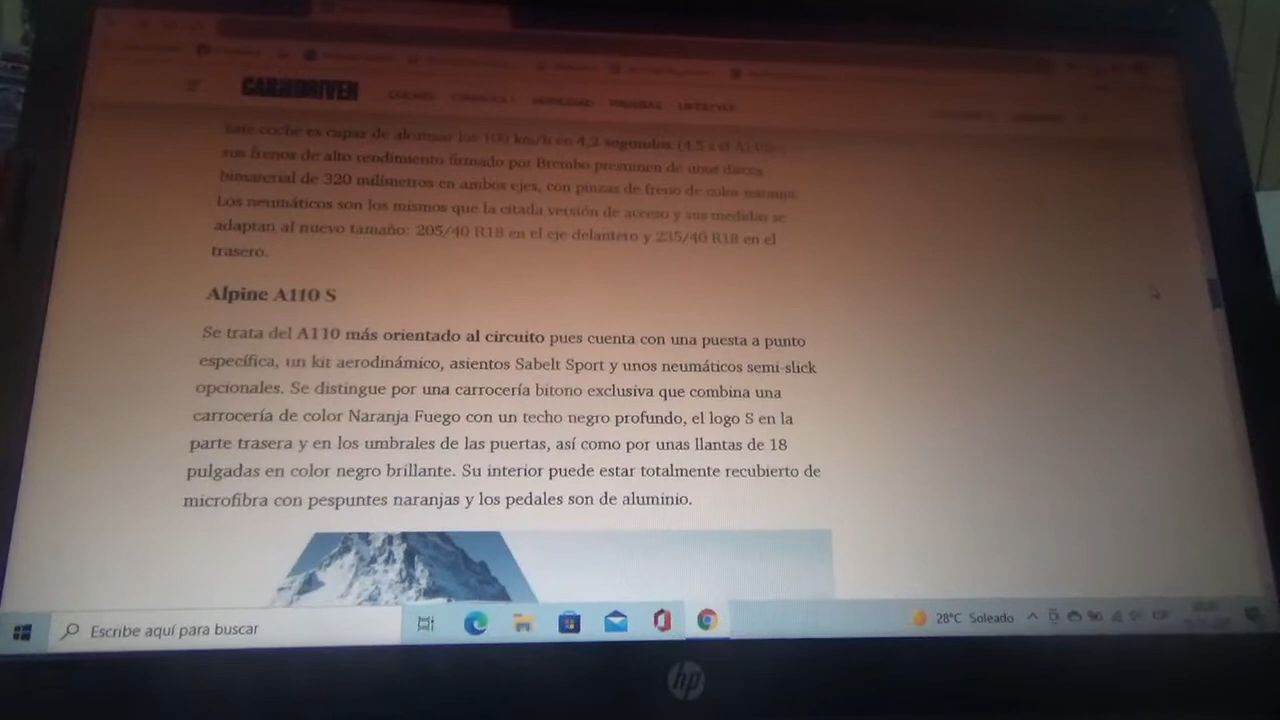 CAR AND DRIVER
este coche es capaz de alcanzar los 100 km/h en 4,2 segundos (4,5 s el
sus frenos de alto rendimiento firmado por Brembo presumen de unos discos
bimaterial de 320 milímetros en ambos ejes, con pinzas de freno de color naranja.
Los neumáticos son los mismos que la citada versión de acceso y sus medidas se
adaptan al nuevo tamaño: 205/40 R18 en el eje delantero y 235/40 R18 en el
trasero.
Alpine A110 S
Se trata del A110 más orientado al circuito pues cuenta con una puesta a punto
específica, un kit aerodinámico, asientos Sabelt Sport y unos neumáticos semi-slick
opcionales. Se distingue por una carrocería bitono exclusiva que combina una
carrocería de color Naranja Fuego con un techo negro profundo, el logo S en la
parte trasera y en los umbrales de las puertas, así como por unas llantas de 18
pulgadas en color negro brillante. Su interior puede estar totalmente recubierto de
microfibra con pespuntes naranjas y los pedales son de aluminio.
Escribe aquí para buscar
28°C Soleado
hp